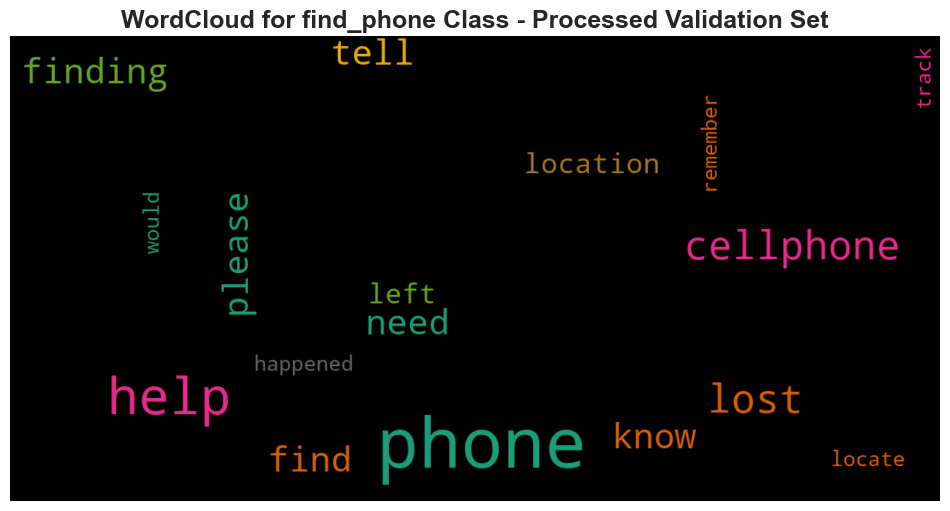 WordCloud for find_phone Class - Processed Validation Set
tell
finding
track
remember
location
would
please
cellphone
left
need
happened
help
lost
phone
know
find
locate